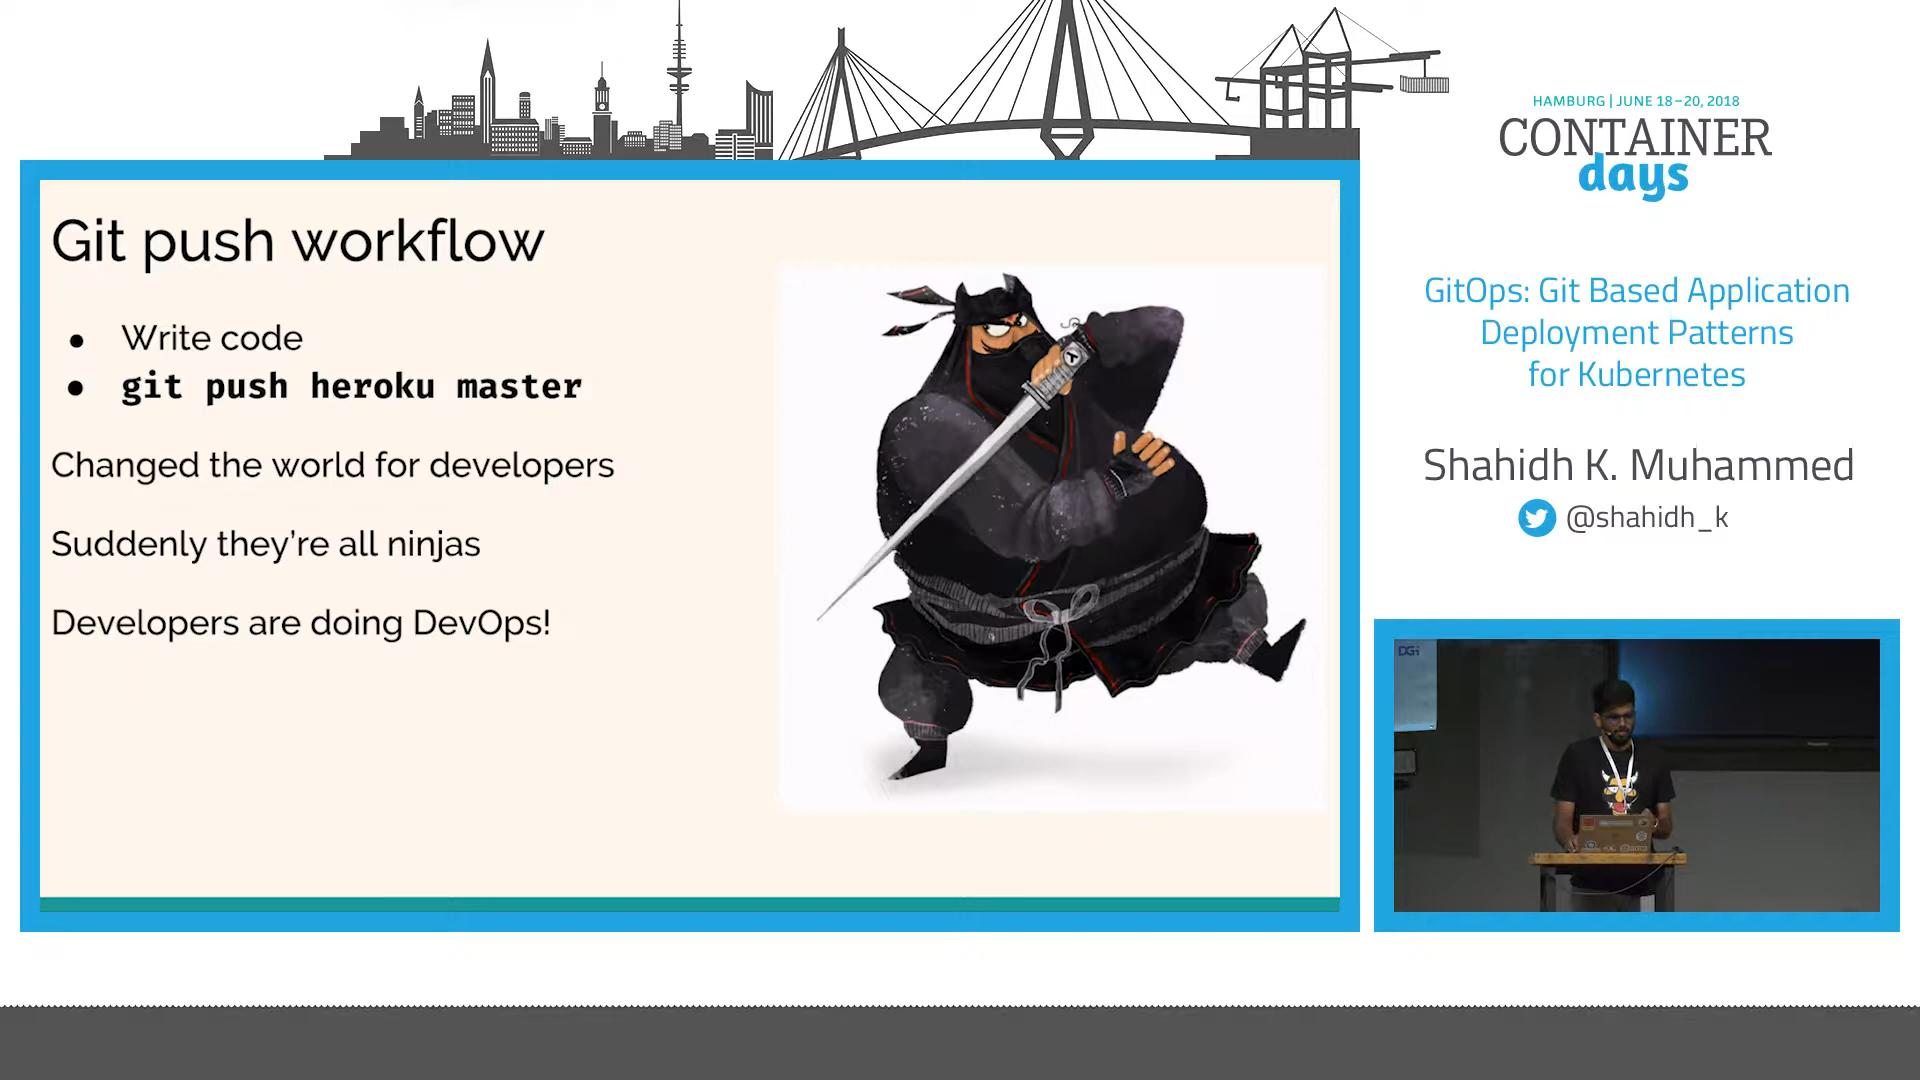 HAMBURG | JUNE 18–20, 2018
CONTAINER
days
Git push workflow
● Write code
● git push heroku master
Changed the world for developers
Suddenly they're all ninjas
Developers are doing DevOps!
GitOps: Git Based Application
Deployment Patterns
for Kubernetes
Shahidh K. Muhammed
@shahidh_k
DGi